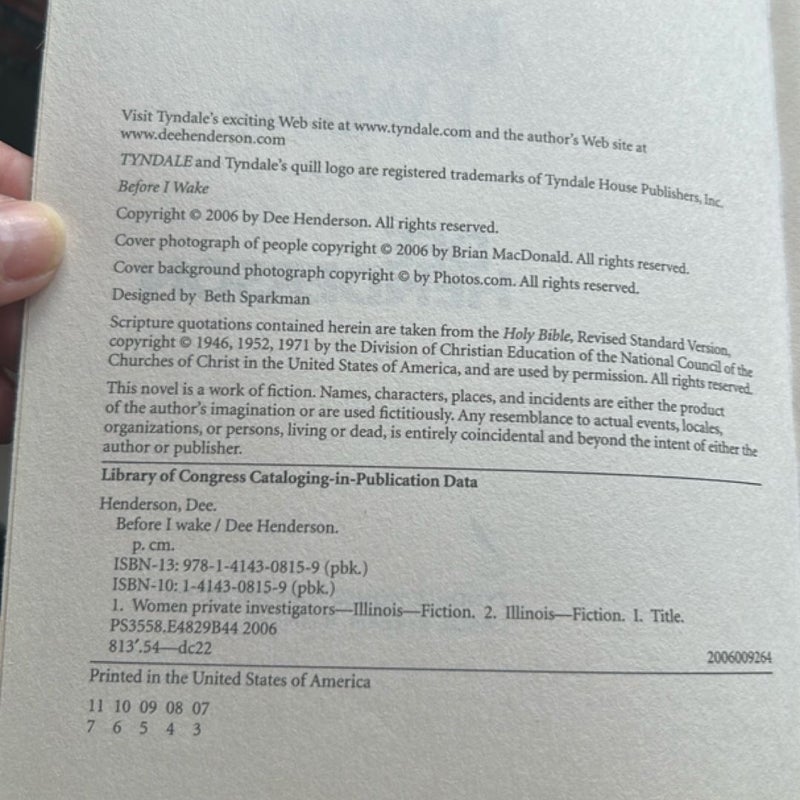 Visit Tyndale's exciting Web site at www.tyndale.com and the author's Web site at
www.deehenderson.com
TYNDALE and Tyndale's quill logo are registered trademarks of Tyndale House Publishers, Inc.
Before I Wake
Copyright © 2006 by Dee Henderson. All rights reserved.
Cover photograph of people copyright © 2006 by Brian MacDonald. All rights reserved.
Cover background photograph copyright © by Photos.com. All rights reserved.
Designed by Beth Sparkman
Scripture quotations contained herein are taken from the Holy Bible, Revised Standard Version,
copyright © 1946, 1952, 1971 by the Division of Christian Education of the National Council of the
Churches of Christ in the United States of America, and are used by permission. All rights reserved.
This novel is a work of fiction. Names, characters, places, and incidents are either the product
of the author's imagination or are used fictitiously. Any resemblance to actual events, locales,
organizations, or persons, living or dead, is entirely coincidental and beyond the intent of either the
author or publisher.
Library of Congress Cataloging-in-Publication Data
Henderson, Dee.
Before I wake / Dee Henderson.
p. cm.
ISBN-13: 978-1-4143-0815-9 (pbk.)
ISBN-10: 1-4143-0815-9 (pbk.)
1. Women private investigators—Illinois—Fiction. 2. Illinois—Fiction. I. Title.
PS3558.E4829B44 2006
813′.54—dc22
2006009264
Printed in the United States of America
11 10 09 08 07
7 6 5 4 3